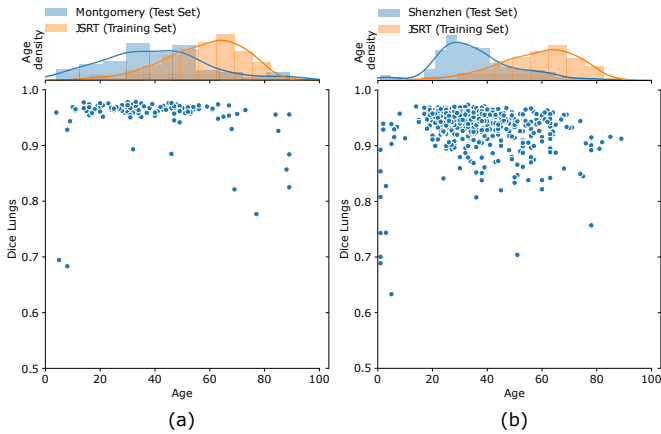 Montgomery (Test Set)
JSRT (Training Set)
Age
density
1.0
0.9
0.8
0.7
0.6
0.5
Dice Lungs
0
20
40
60
80
100
Age
(a)
Shenzhen (Test Set)
JSRT (Training Set)
Age
density
1.0
0.9
0.8
0.7
0.6
0.5
Dice Lungs
0
20
40
60
80
100
Age
(b)